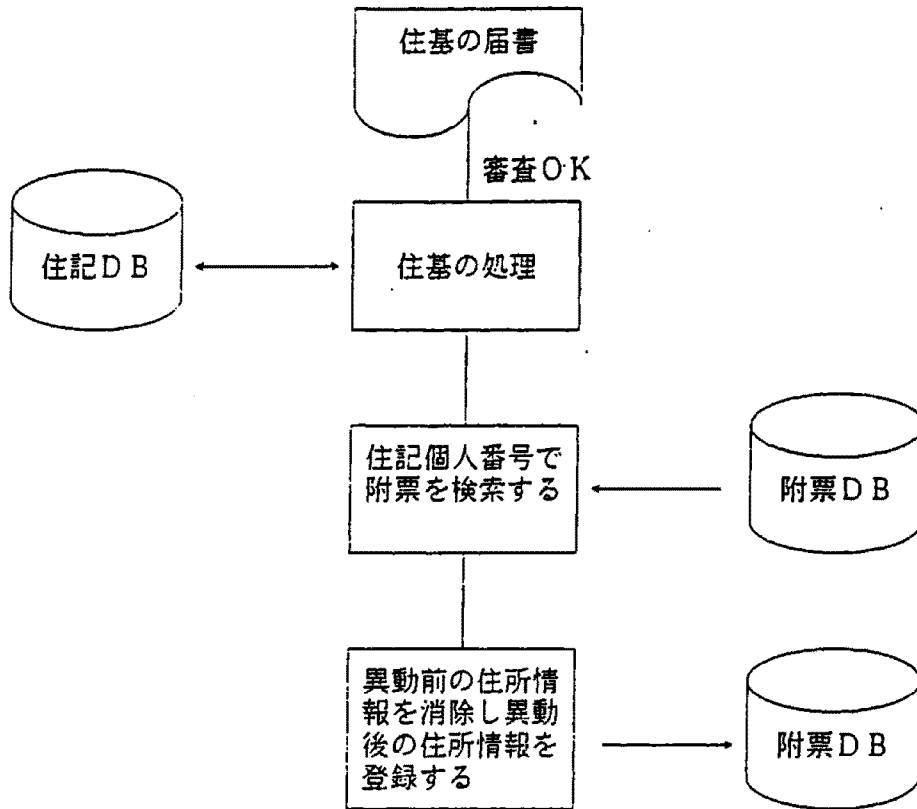 住基の届書
審査O·K
住記DB
住基の処理
住記個人番号で
附票を検索する
附票DB
異動前の住所情
報を消除し異動
後の住所情報を
登録する
附票DB